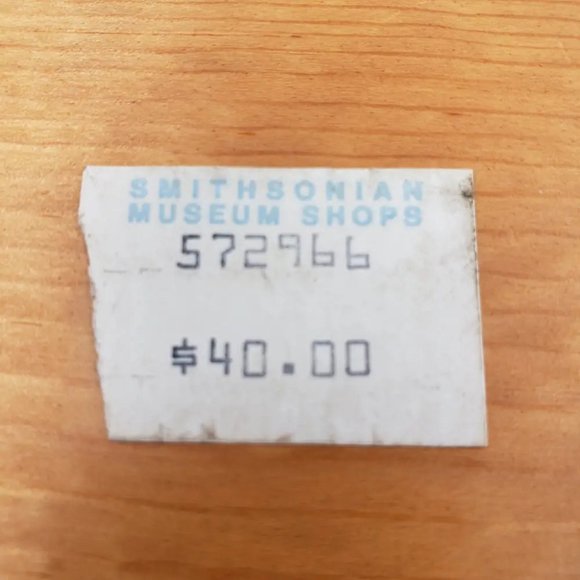 SMITHSONIAN
MUSEUM SHOPS
572966
$40.00